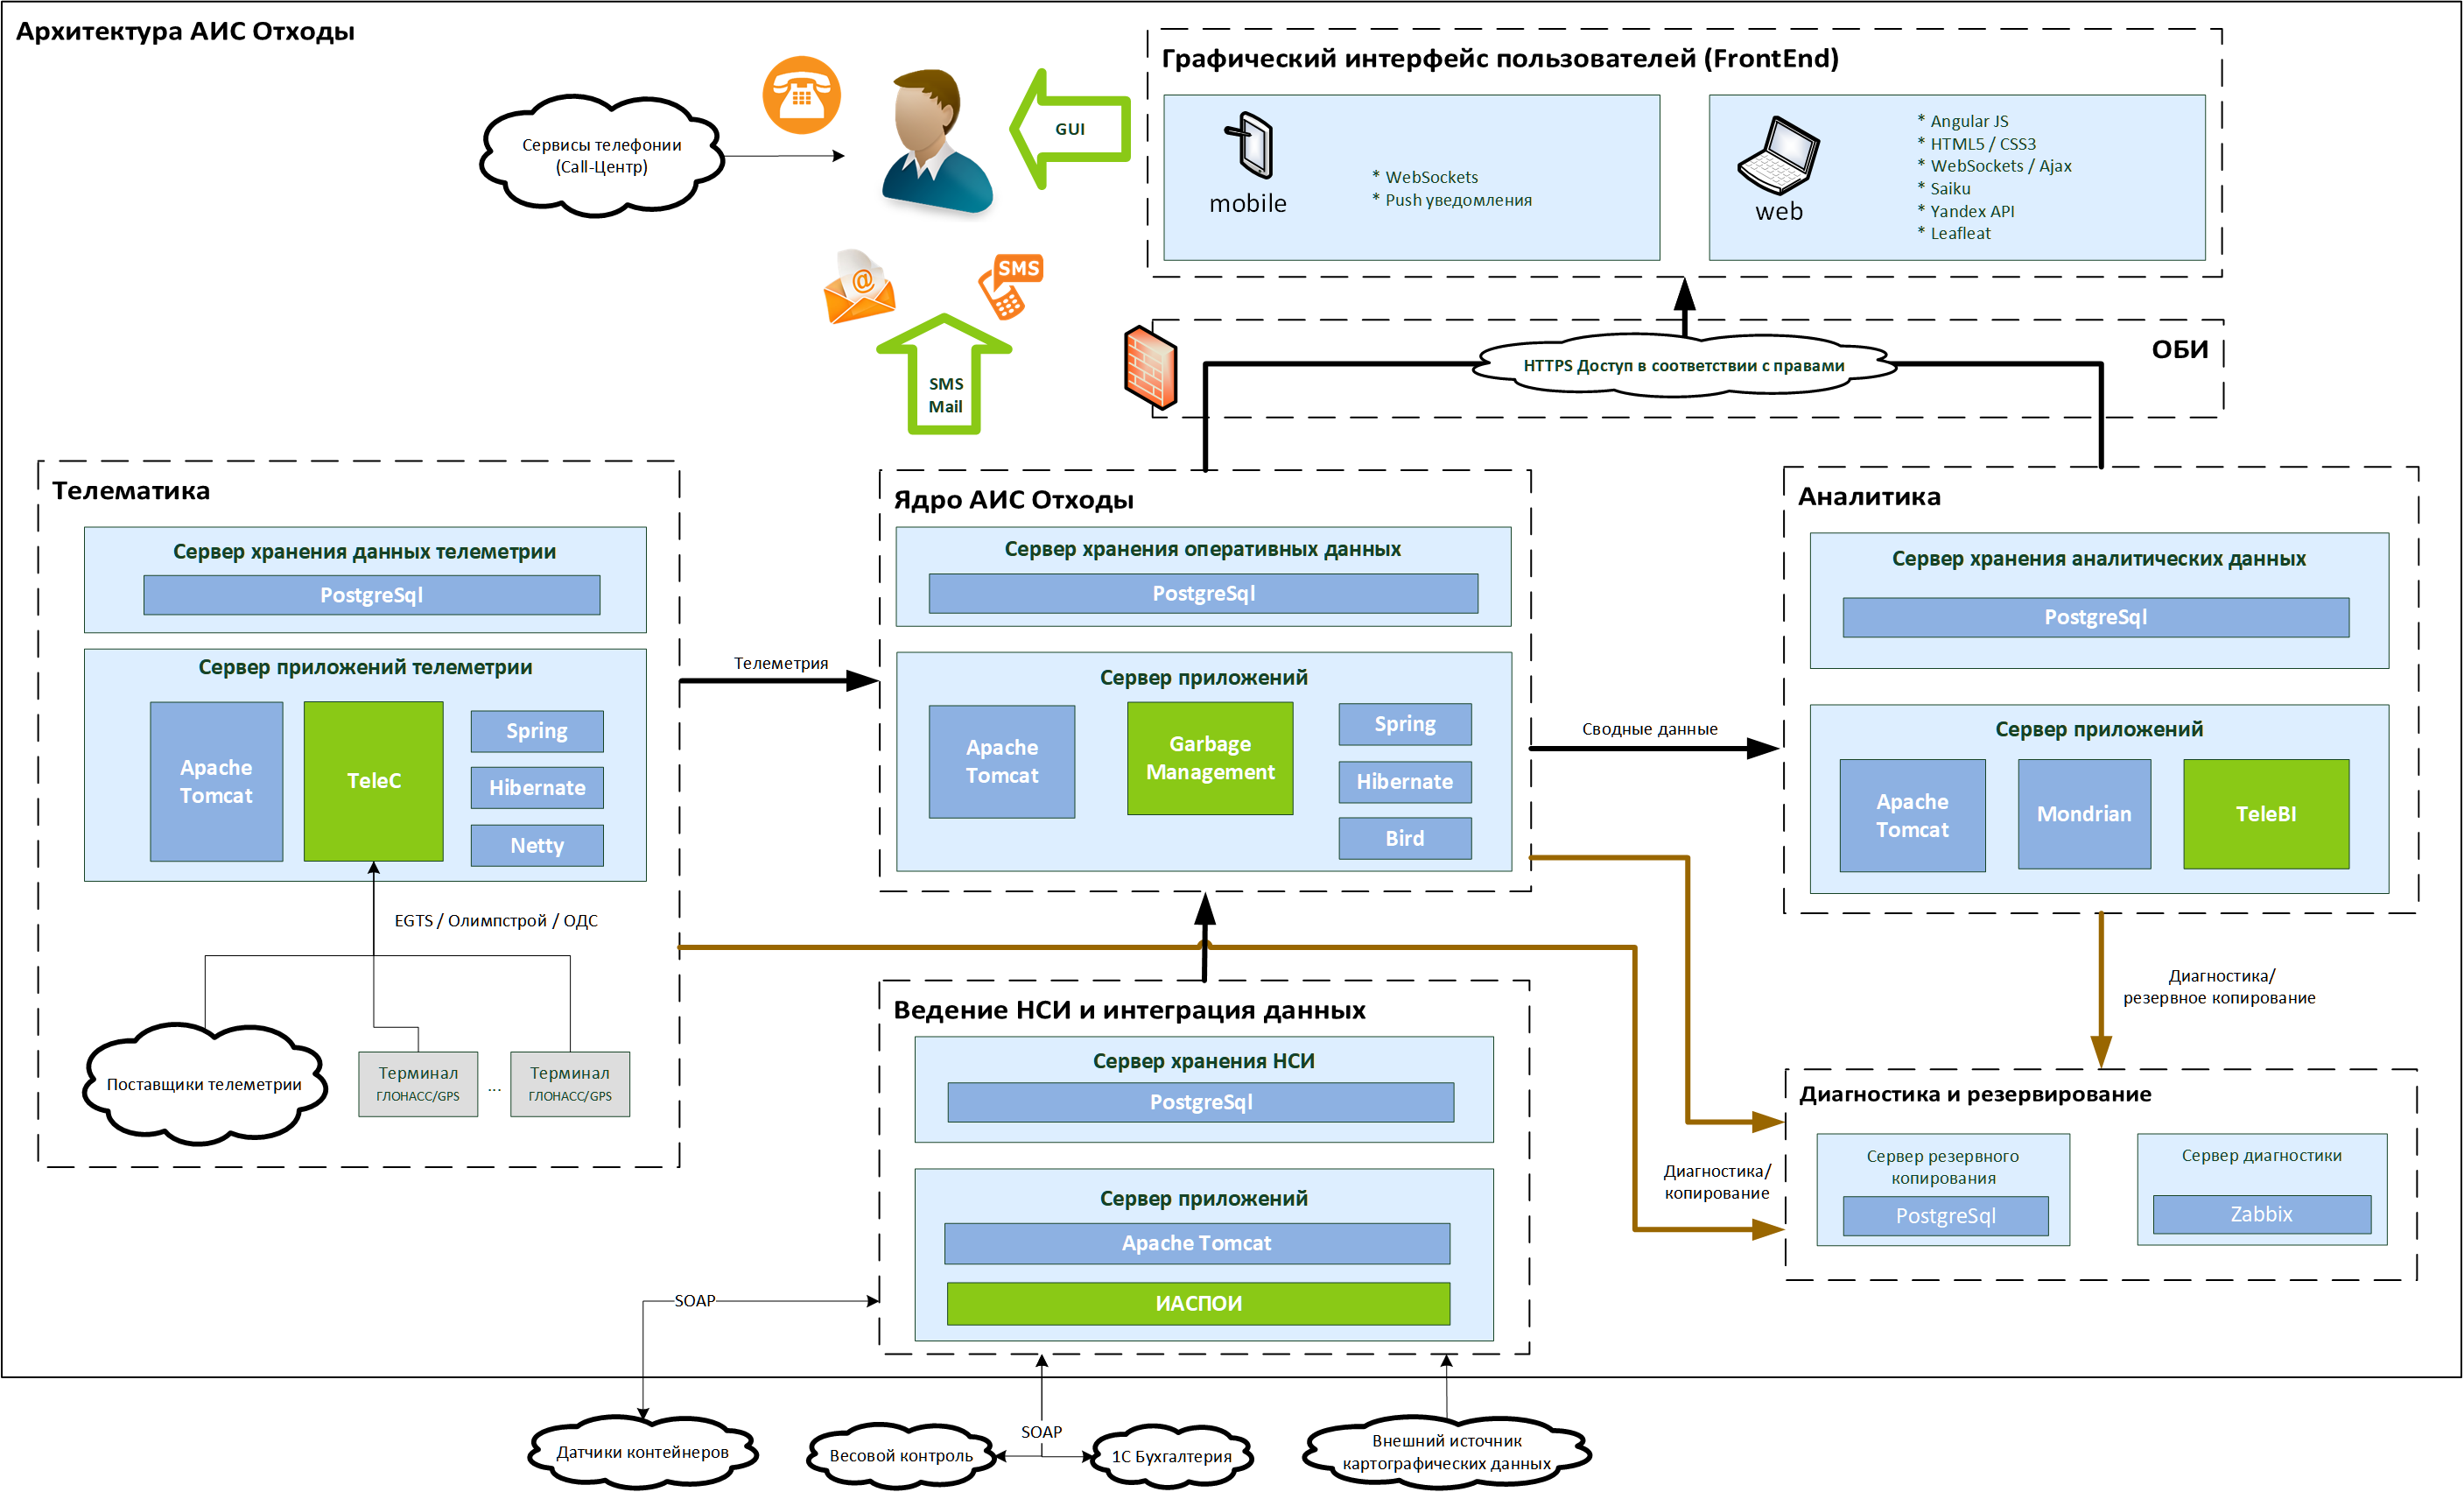 Архитектура АИС Отходы
Сервисы телефонии
(Call-Центр)
GUI
Графический интерфейс пользователей (FrontEnd)
mobile
* WebSockets
* Push уведомления
web
* Angular JS
* HTML5 / CSS3
* WebSockets / Ajax
* Saiku
* Yandex API
* Leafleat
@
SMS
SMS
Mail
HTTPS Доступ в соответствии с правами
ОБИ
Телематика
Сервер хранения данных телеметрии
PostgreSql
Сервер приложений телеметрии
Apache
Tomcat
TeleC
Spring
Hibernate
Netty
EGTS / Олимпстрой / ОДС
Поставщики телеметрии
Терминал
ГЛОНАСС/GPS
...
Терминал
ГЛОНАСС/GPS
Телеметрия
Ядро АИС Отходы
Сервер хранения оперативных данных
PostgreSql
Сервер приложений
Apache
Tomcat
Garbage
Management
Spring
Hibernate
Bird
Сводные данные
Аналитика
Сервер хранения аналитических данных
PostgreSql
Сервер приложений
Apache
Tomcat
Mondrian
TeleBI
Диагностика/
резервное копирование
Ведение НСИ и интеграция данных
Сервер хранения НСИ
PostgreSql
Сервер приложений
Apache Tomcat
ИАСПОИ
Диагностика/
копирование
Диагностика и резервирование
Сервер резервного
копирования
PostgreSql
Сервер диагностики
Zabbix
SOAP
SOAP
Датчики контейнеров
Весовой контроль
1С Бухгалтерия
Внешний источник
картографических данных